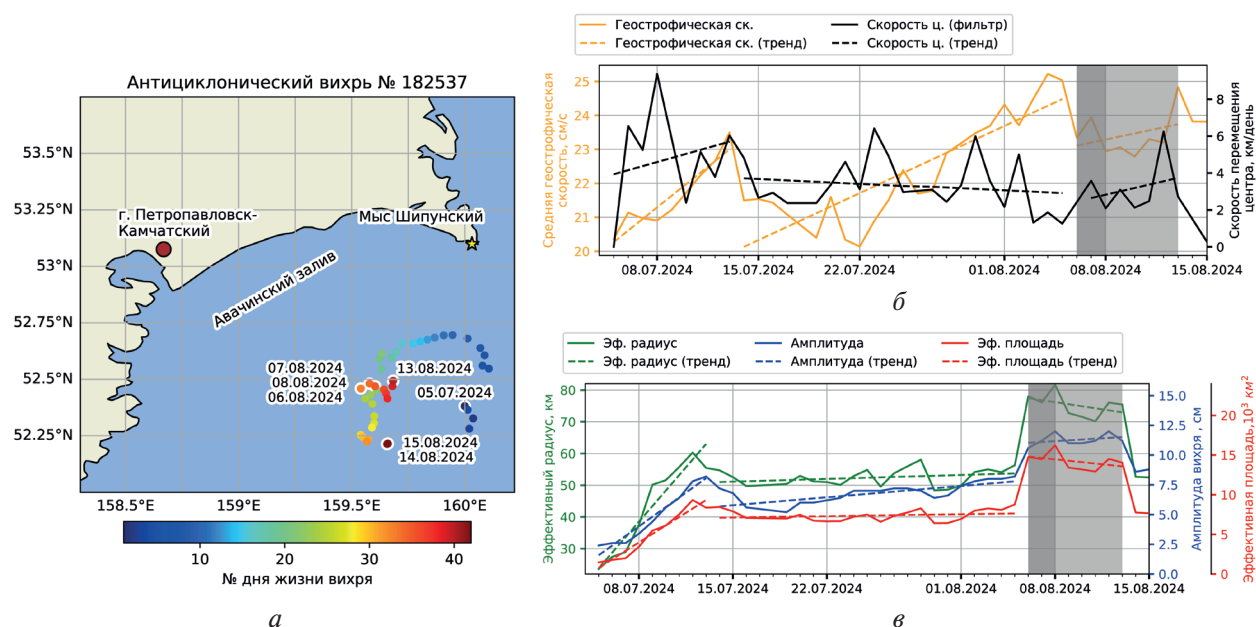 Антициклонический вихрь № 182537
53.5°N
53.25°N
53°N
52.75°N
52.5°N
52.25°N
г. Петропавловск-
Камчатский
Мыс Шипунский
Авачинский залив
07.08.2024
08.08.2024
06.08.2024
13.08.2024
05.07.2024
15.08.2024
14.08.2024
158.5°E
159°E
159.5°E
160°E
10
20
30
40
№ дня жизни вихря
а
Геострофическая ск.
Геострофическая ск. (тренд)
Скорость ц. (фильтр)
Скорость ц. (тренд)
Средняя геострофическая
скорость, см/с
25
24
23
22
21
20
8
6
4
2
0
Скорость перемещения
центра, км/день
08.07.2024
15.07.2024
22.07.2024
01.08.2024
08.08.2024
15.08.2024
б
Эф. радиус
Эф. радиус (тренд)
Амплитуда
Амплитуда (тренд)
Эф. площадь
Эф. площадь (тренд)
Эффективный радиус, км
80
70
60
50
40
30
15.0
12.5
10.0
7.5
5.0
2.5
0.0
Амплитуда вихря , см
20
15
10
5
0
Эффективная площадь,10³ км²
08.07.2024
15.07.2024
22.07.2024
01.08.2024
08.08.2024
15.08.2024
в